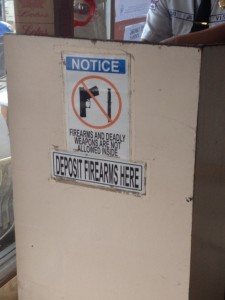 NOTICE
FIREARMS AND DEADLY
WEAPONS ARE NOT
ALLOWED INSIDE
DEPOSIT FIREARMS HERE